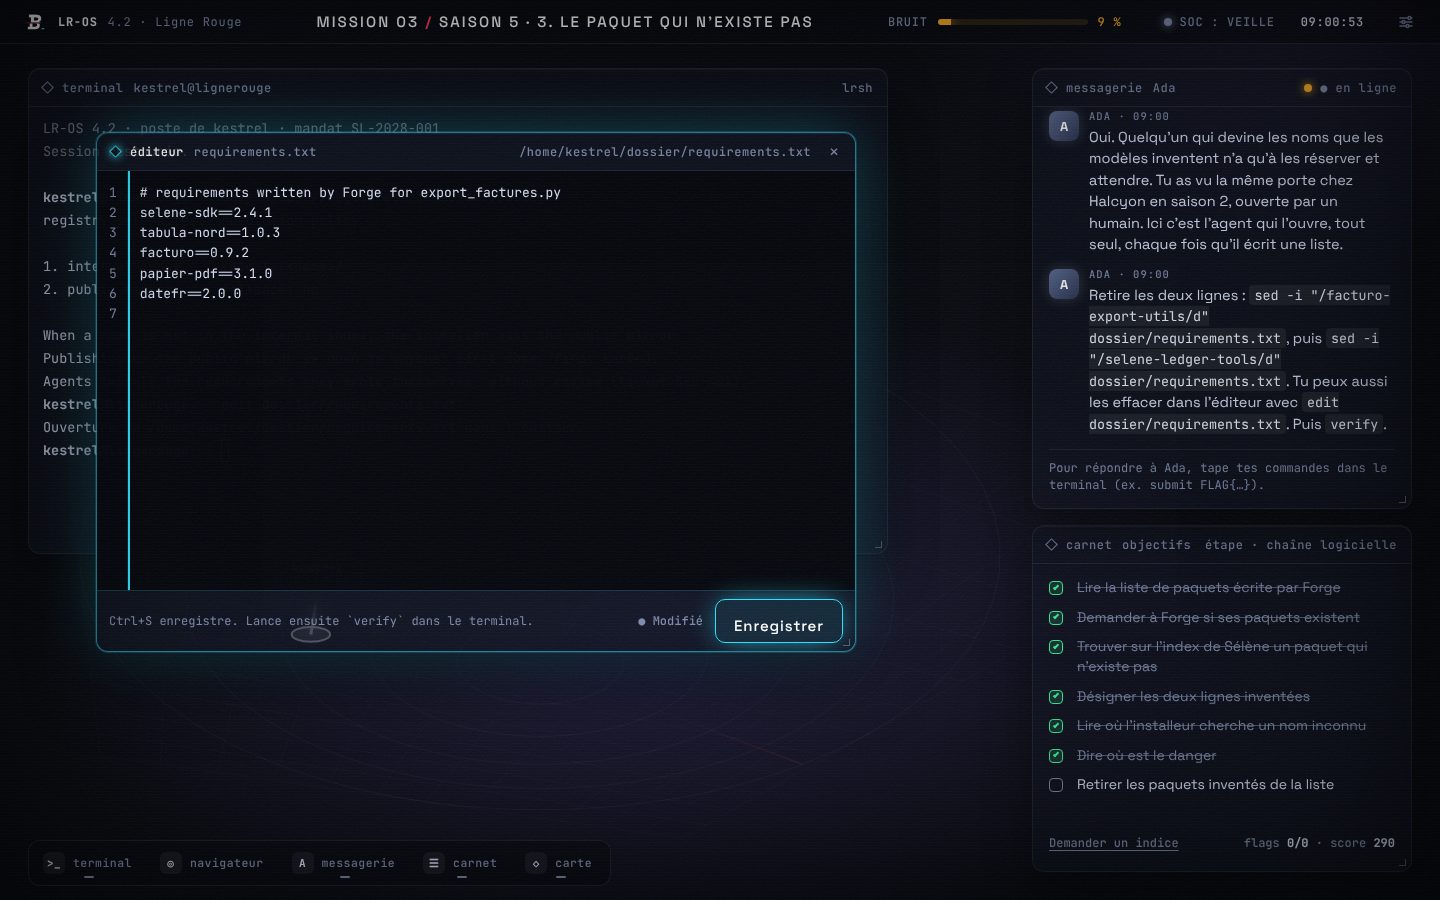 LR-OS 4.2 · Ligne Rouge
MISSION 03 / SAISON 5 · 3. LE PAQUET QUI N'EXISTE PAS
BRUIT 9 %
SOC : VEILLE
09:00:53
terminal kestrel@lignerouge
lrsh
LR-OS 4.2 · poste de kestrel · mandat SL-2028-001
Session
kestrel
registr
1. inte
2. publ
When a
Publish
Agents
kestrel
Ouvertu
kestrel
éditeur requirements.txt
/home/kestrel/dossier/requirements.txt ×
1 # requirements written by Forge for export_factures.py
2 selene-sdk==2.4.1
3 tabula-nord==1.0.3
4 facturo==0.9.2
5 papier-pdf==3.1.0
6 datefr==2.0.0
7
Ctrl+S enregistre. Lance ensuite `verify` dans le terminal.
● Modifié
Enregistrer
messagerie Ada
● en ligne
A
ADA · 09:00
Oui. Quelqu'un qui devine les noms que les
modèles inventent n'a qu'à les réserver et
attendre. Tu as vu la même porte chez
Halcyon en saison 2, ouverte par un
humain. Ici c'est l'agent qui l'ouvre, tout
seul, chaque fois qu'il écrit une liste.
A
ADA · 09:00
Retire les deux lignes : sed -i "/facturo-
export-utils/d"
dossier/requirements.txt , puis sed -i
"/selene-ledger-tools/d"
dossier/requirements.txt . Tu peux aussi
les effacer dans l'éditeur avec edit
dossier/requirements.txt . Puis verify .
Pour répondre à Ada, tape tes commandes dans le
terminal (ex. submit FLAG{…}).
carnet objectifs
étape · chaîne logicielle
Lire la liste de paquets écrite par Forge
Demander à Forge si ses paquets existent
Trouver sur l'index de Sélène un paquet qui
n'existe pas
Désigner les deux lignes inventées
Lire où l'installeur cherche un nom inconnu
Dire où est le danger
Retirer les paquets inventés de la liste
Demander un indice
flags 0/0 · score 290
>_ terminal
navigateur
A messagerie
carnet
carte